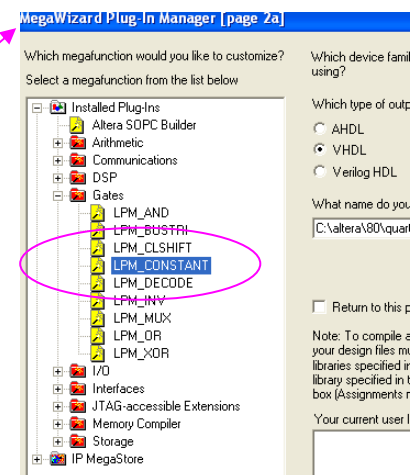 MegaWizard Plug-In Manager [page 2a]
Which megafunction would you like to customize?
Select a megafunction from the list below
Installed Plug-Ins
Altera SOPC Builder
Arithmetic
Communications
DSP
Gates
LPM_AND
LPM_BUSTRI
LPM_CLSHIFT
LPM_CONSTANT
LPM_DECODE
LPM_INV
LPM_MUX
LPM_OR
LPM_XOR
I/O
Interfaces
JTAG-accessible Extensions
Memory Compiler
Storage
IP MegaStore
Which device famil
using?
Which type of outp
AHDL
VHDL
Verilog HDL
What name do you
C:\altera\80\quart
Return to this p
Note: To compile a
your design files mu
libraries specified in
library specified in t
box (Assignments m
Your current user l